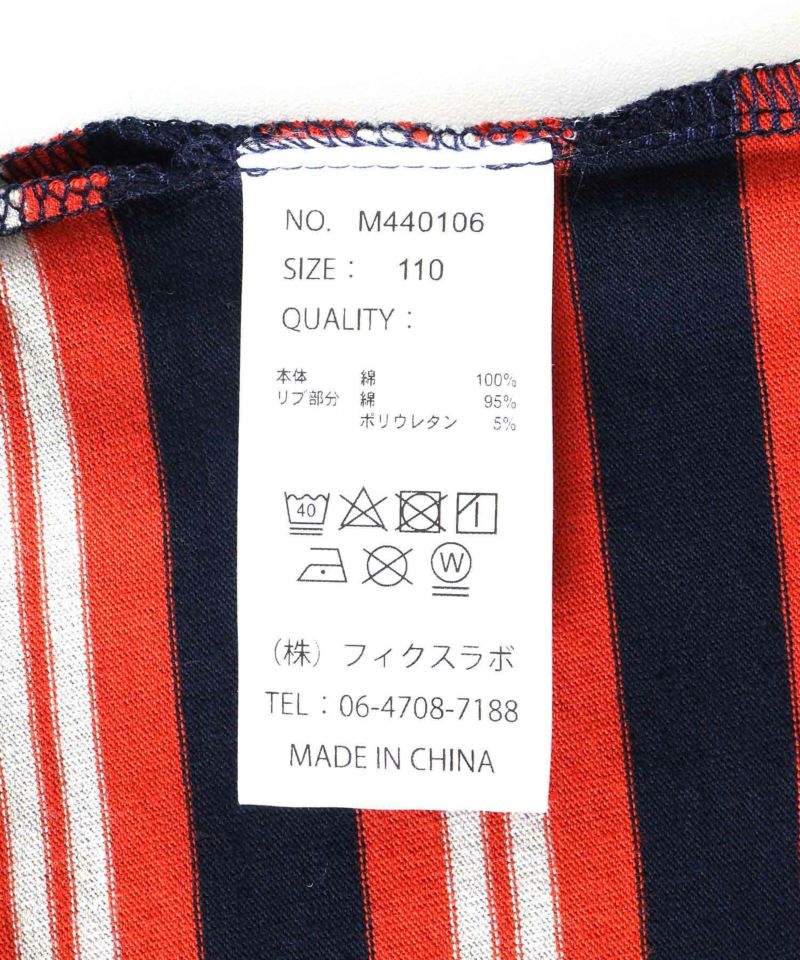 NO. M440106
SIZE： 110
QUALITY：
本体 綿 100%
リブ部分 綿 95%
ポリウレタン 5%
40
W
（株）フィクスラボ
TEL：06-4708-7188
MADE IN CHINA